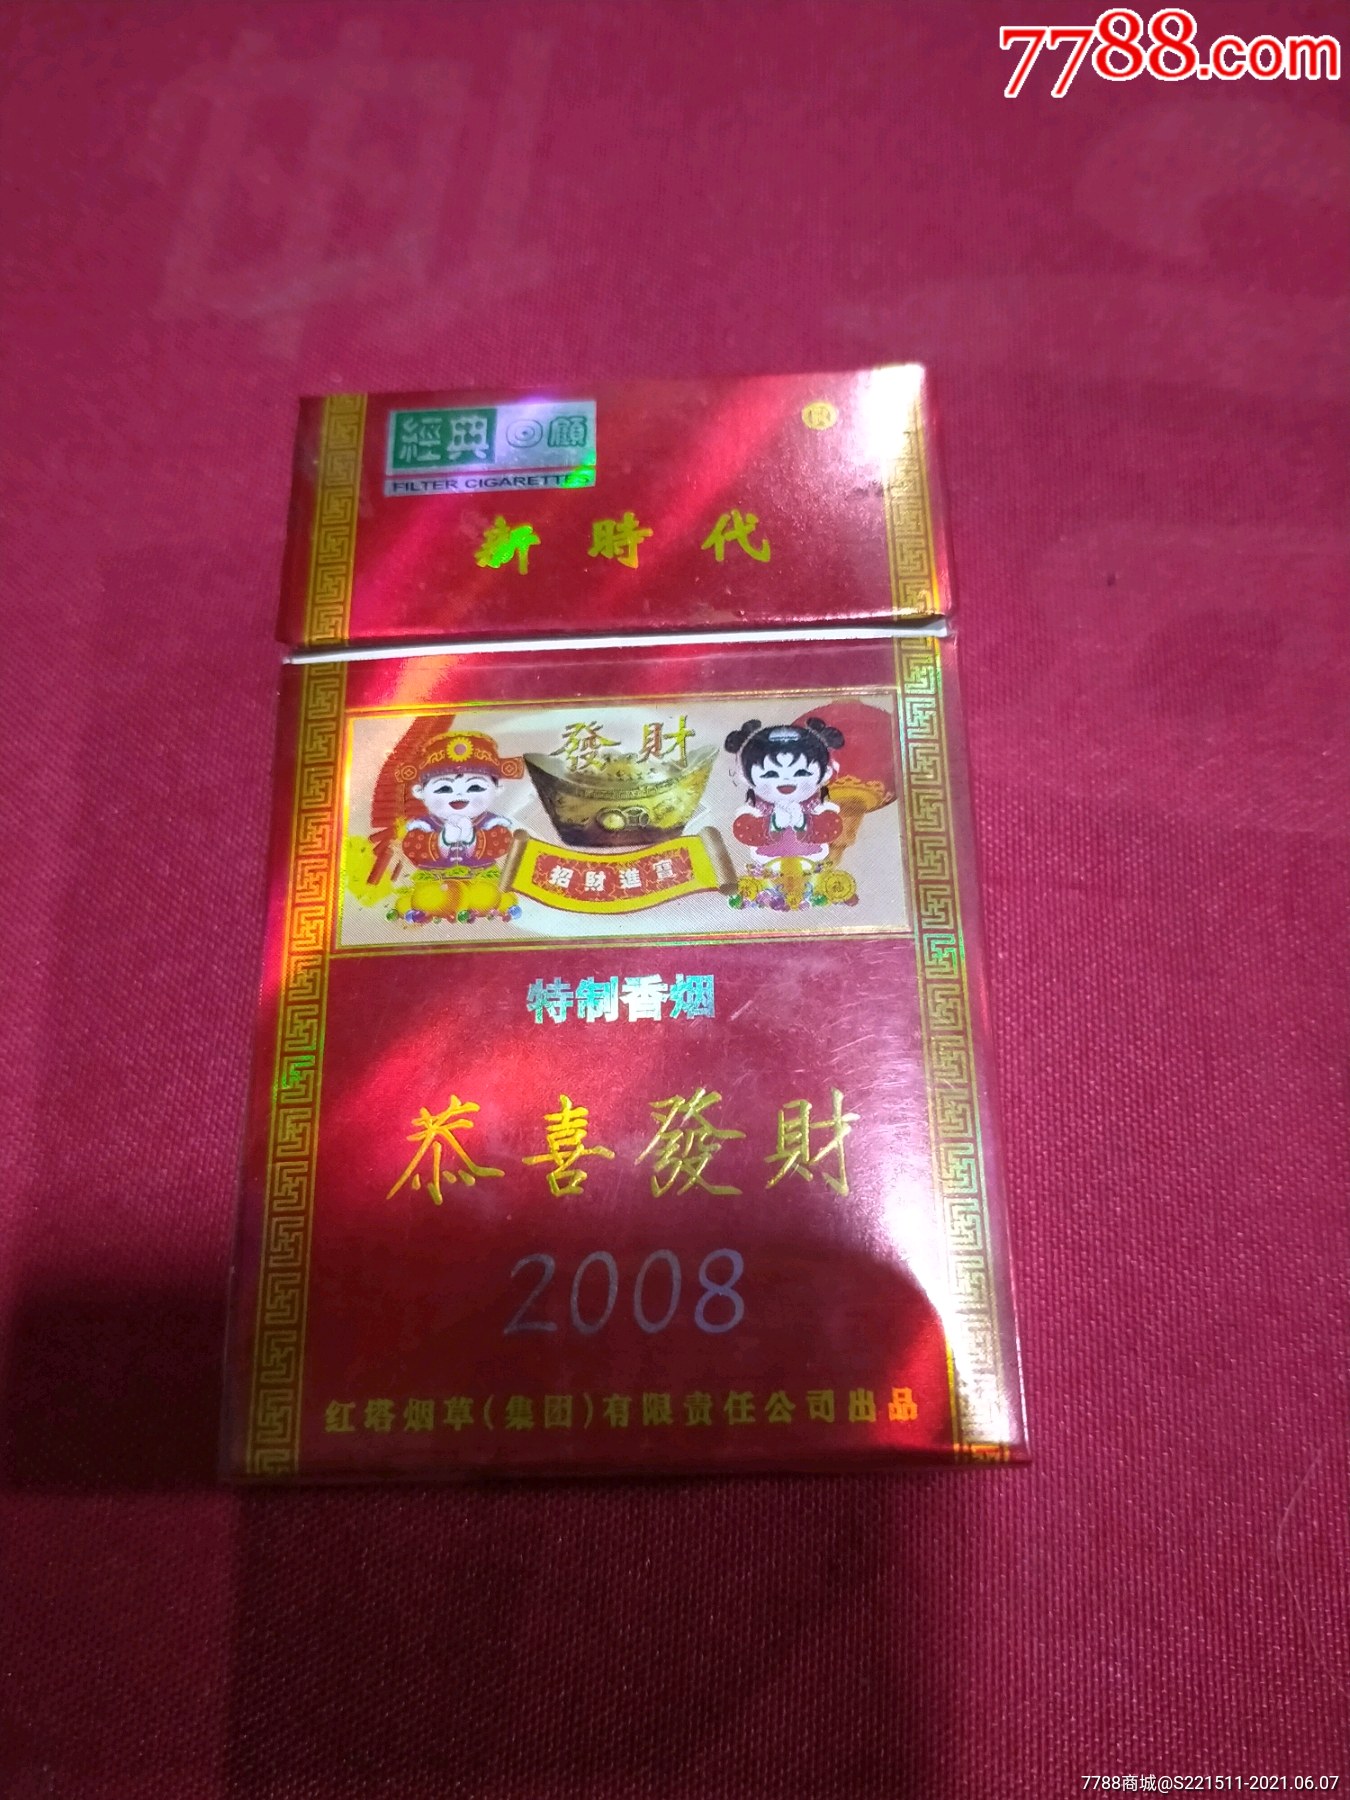 7788.com
經典回顧
FILTER CIGARETTES
新時代
發財
招財進寶
特制香烟
恭喜發財
2008
红塔烟草(集团)有限责任公司出品
7788商城@S221511-2021.06.07